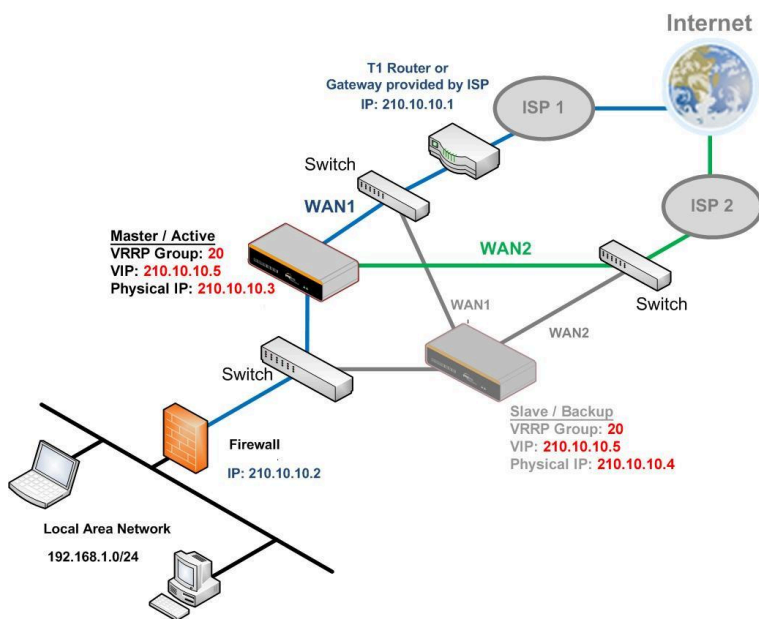 Internet
T1 Router or
Gateway provided by ISP
IP: 210.10.10.1
ISP 1
Switch
WAN1
ISP 2
Master / Active
VRRP Group: 20
VIP: 210.10.10.5
Physical IP: 210.10.10.3
WAN2
Switch
WAN1
WAN2
Switch
Slave / Backup
VRRP Group: 20
VIP: 210.10.10.5
Physical IP: 210.10.10.4
Firewall
IP: 210.10.10.2
Local Area Network
192.168.1.0/24